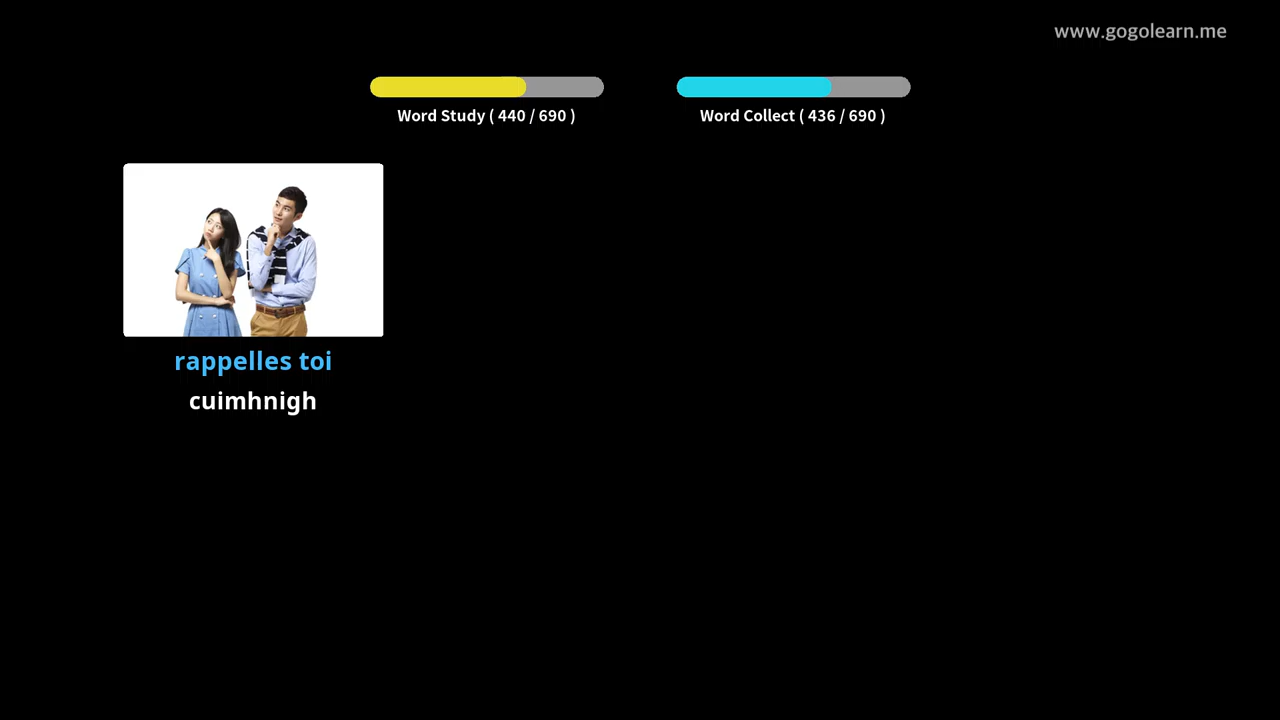 www.gogolearn.me
Word Study ( 440 / 690 )
Word Collect ( 436 / 690 )
rappelles toi
cuimhnigh